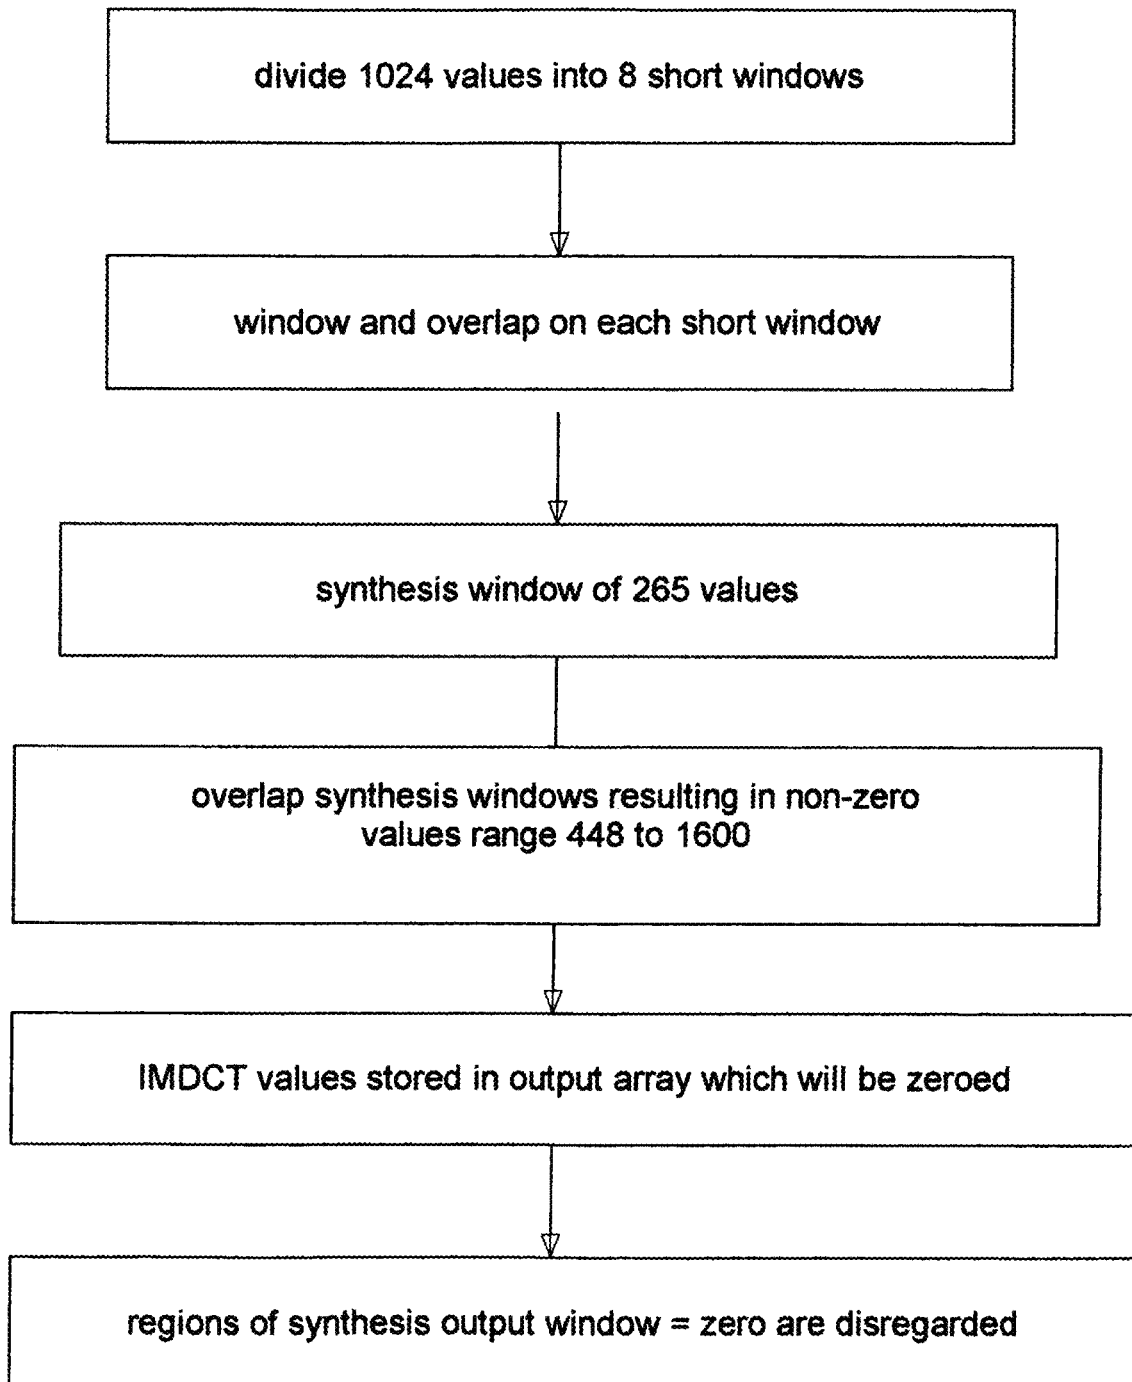 divide 1024 values into 8 short windows
window and overlap on each short window
synthesis window of 265 values
overlap synthesis windows resulting in non-zero
values range 448 to 1600
IMDCT values stored in output array which will be zeroed
regions of synthesis output window = zero are disregarded